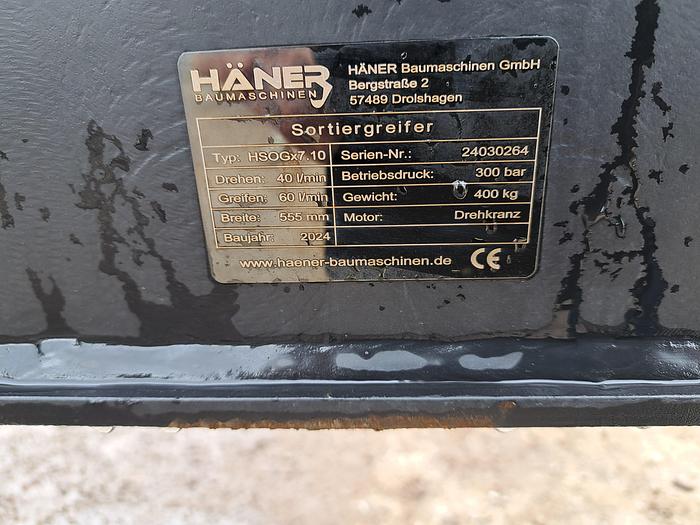 HÄNER
BAUMASCHINEN
HÄNER Baumaschinen GmbH
Bergstraße 2
57489 Drolshagen
Sortiergreifer
Typ: HSOGx7.10 Serien-Nr.: 24030264
Drehen: 40 l/min Betriebsdruck: 300 bar
Greifen: 60 l/min Gewicht: 400 kg
Breite: 555 mm Motor: Drehkranz
Baujahr: 2024
www.haener-baumaschinen.de CE